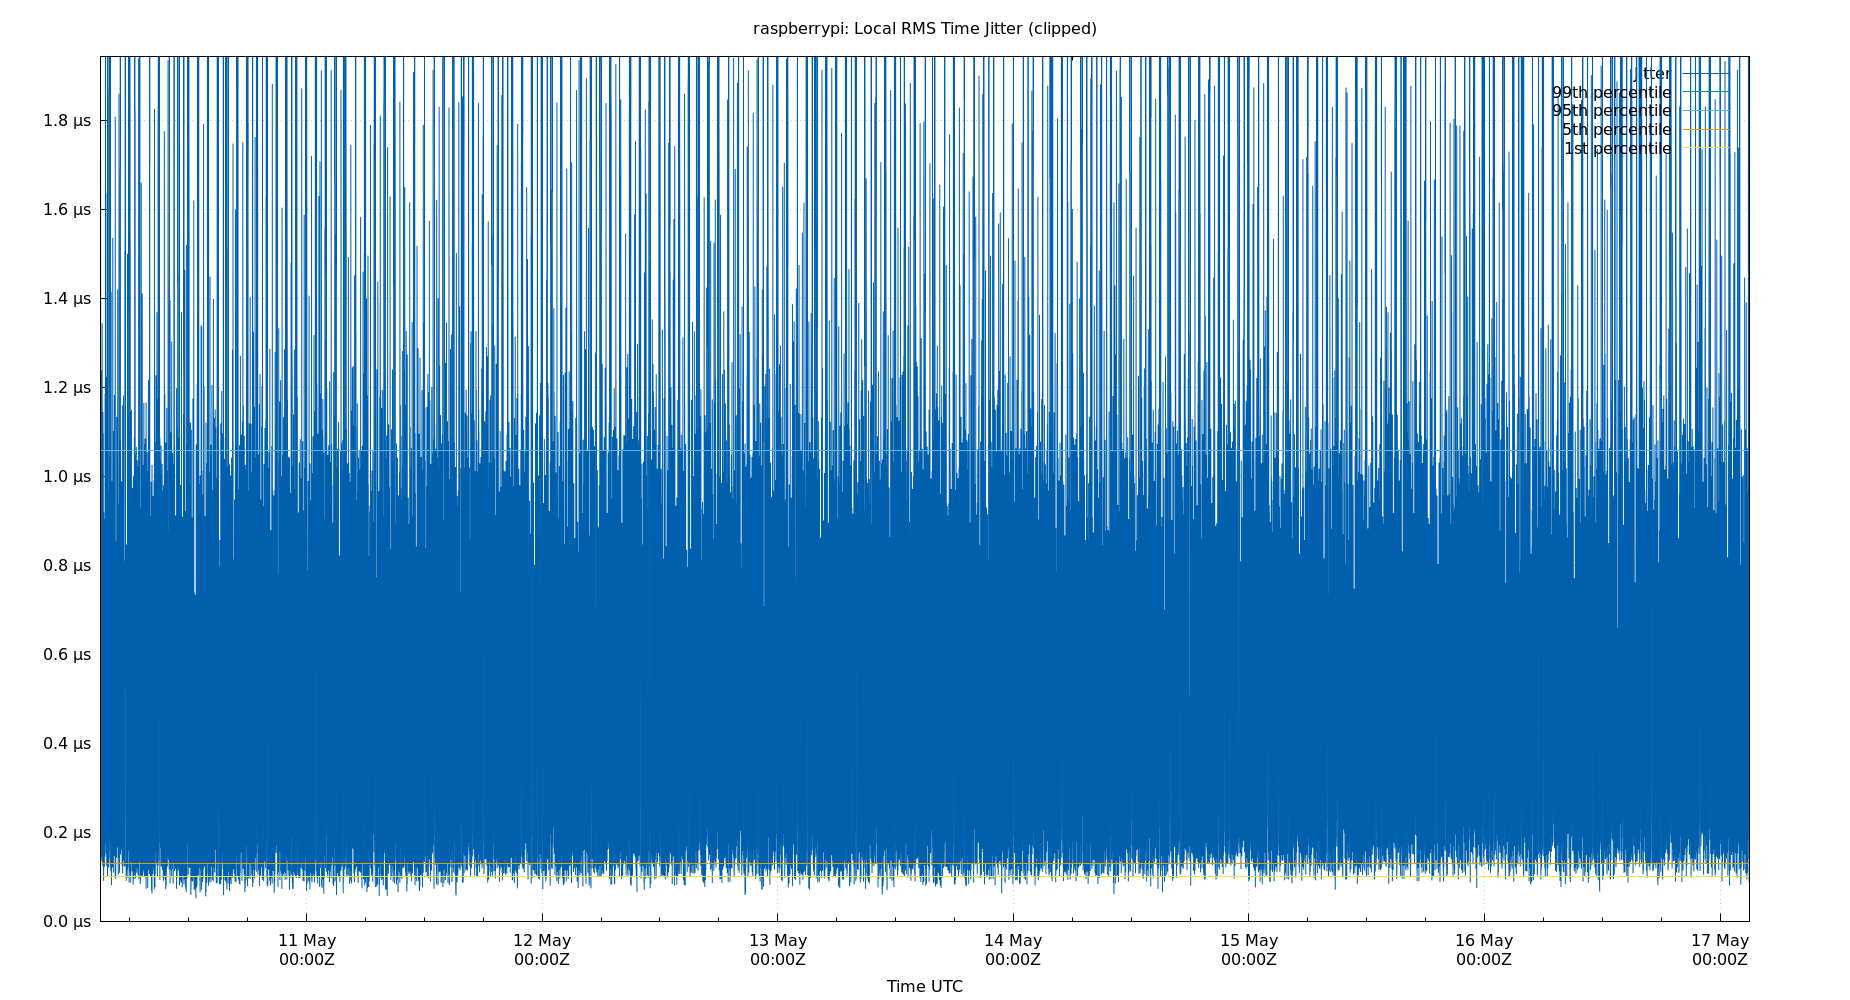 raspberrypi: Local RMS Time Jitter (clipped)
Jitter
99th percentile
95th percentile
5th percentile
1st percentile
1.8 µs
1.6 µs
1.4 µs
1.2 µs
1.0 µs
0.8 µs
0.6 µs
0.4 µs
0.2 µs
0.0 µs
11 May 12 May 13 May 14 May 15 May 16 May 17 May
00:00Z 00:00Z 00:00Z 00:00Z 00:00Z 00:00Z 00:00Z
Time UTC